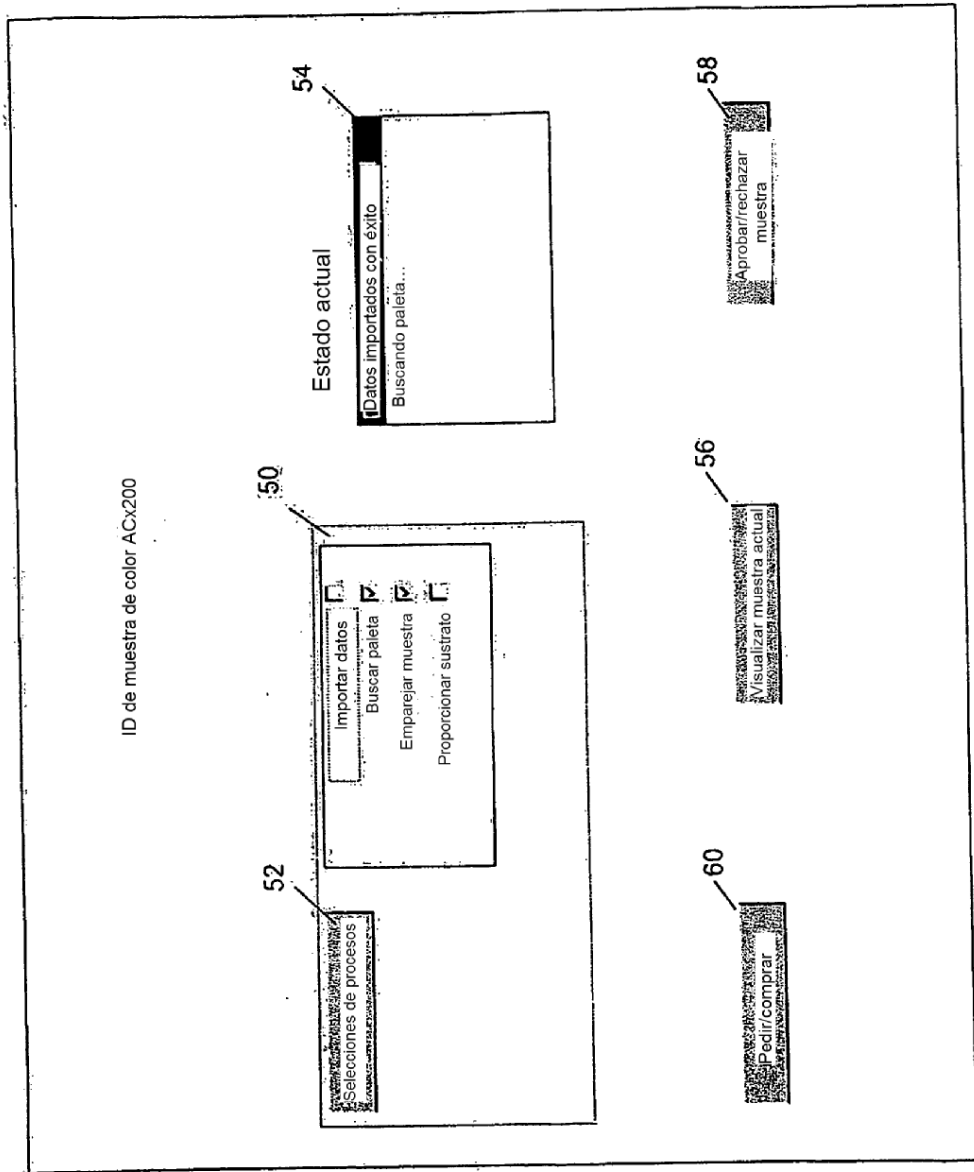 ID de muestra de color ACx200
52
Selecciones de procesos
50
Importar datos
Buscar paleta
Emparejar muestra
Proporcionar sustrato
Estado actual
54
Datos importados con éxito
Buscando paleta...
60
Pedir/comprar
56
Visualizar muestra actual
58
Aprobar/rechazar
muestra